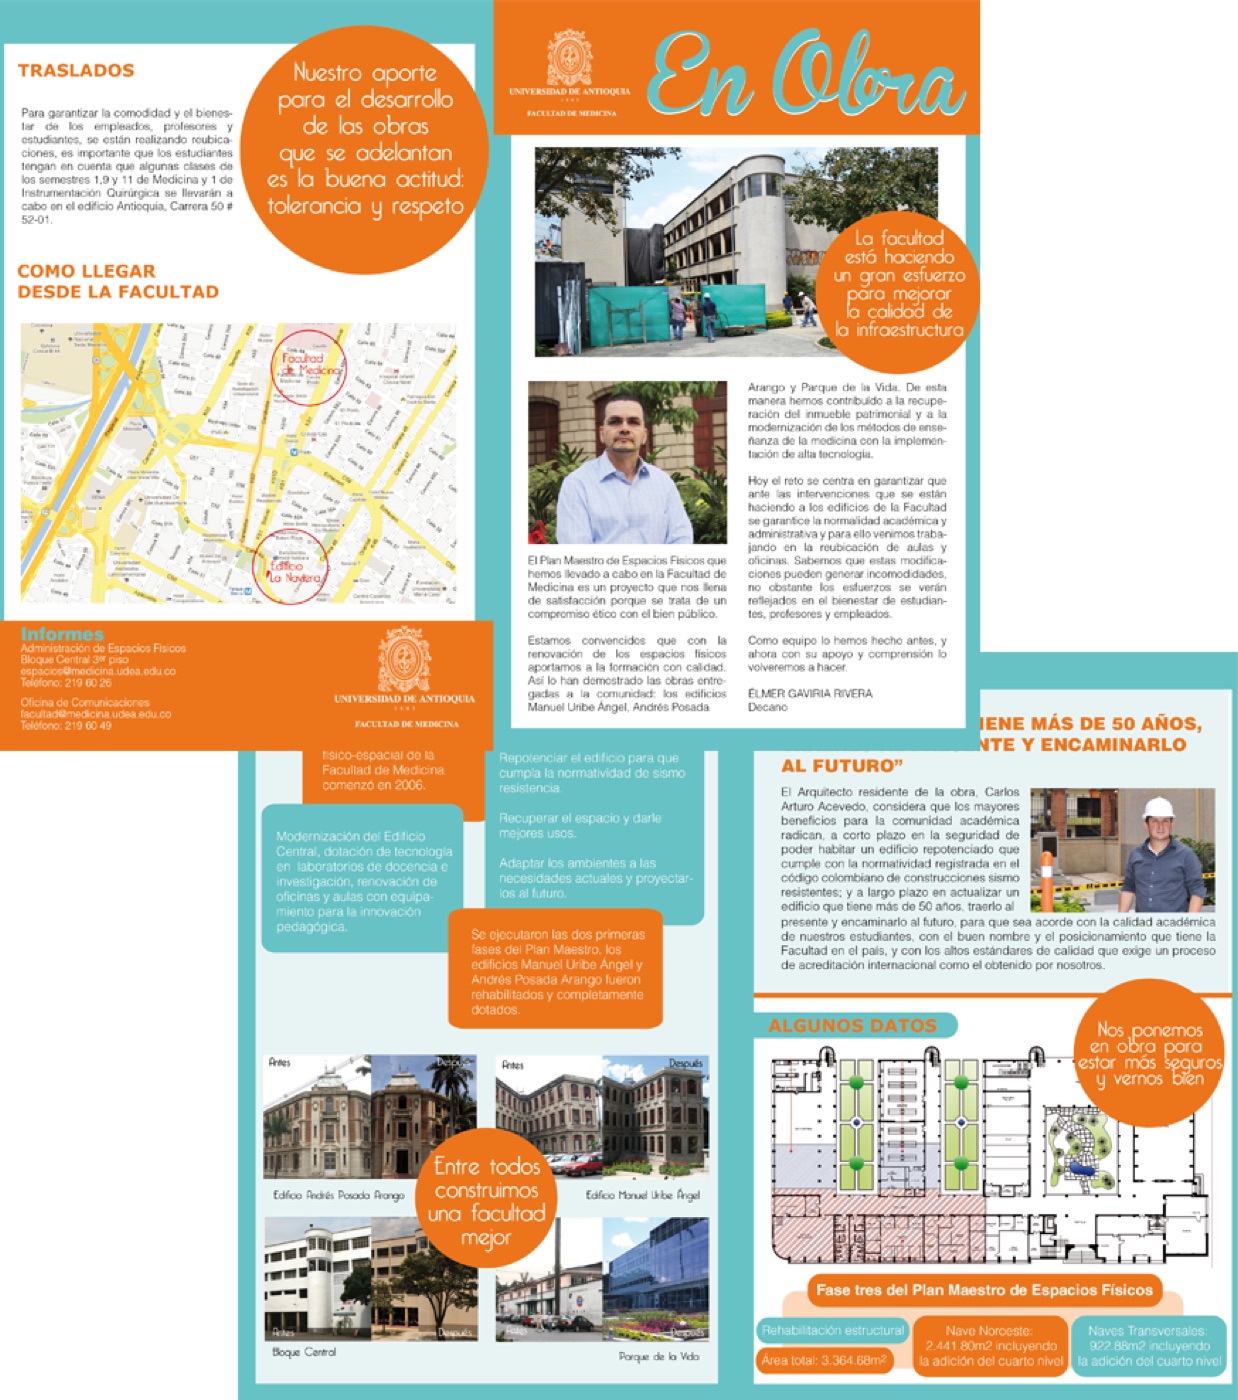 TRASLADOS
Para garantizar la comodidad y el bienes-
tar de los empleados, profesores y
estudiantes, se están realizando reubica-
ciones, es importante que los estudiantes
tengan en cuenta que algunas clases de
los semestres 1,9 y 11 de Medicina y 1 de
Instrumentación Quirúrgica se llevarán a
cabo en el edificio Antioquia, Carrera 50 #
52-01.
Nuestro aporte
para el desarrollo
de las obras
que se adelantan
es la buena actitud:
tolerancia y respeto
COMO LLEGAR
DESDE LA FACULTAD
Facultad
de Medicina
Edificio
La Naviera
Informes
Administración de Espacios Físicos
Bloque Central 3er piso
espacios@medicina.udea.edu.co
Teléfono: 219 60 26
Oficina de Comunicaciones
facultad@medicina.udea.edu.co
Teléfono: 219 60 49
UNIVERSIDAD DE ANTIOQUIA
1803
FACULTAD DE MEDICINA
UNIVERSIDAD DE ANTIOQUIA
1803
FACULTAD DE MEDICINA
En Obra
La facultad
está haciendo
un gran esfuerzo
para mejorar
la calidad de
la infraestructura
El Plan Maestro de Espacios Físicos que
hemos llevado a cabo en la Facultad de
Medicina es un proyecto que nos llena
de satisfacción porque se trata de un
compromiso ético con el bien público.
Estamos convencidos que con la
renovación de los espacios físicos
aportamos a la formación con calidad.
Así lo han demostrado las obras entre-
gadas a la comunidad: los edificios
Manuel Uribe Ángel, Andrés Posada
Arango y Parque de la Vida. De esta
manera hemos contribuído a la recupe-
ración del inmueble patrimonial y a la
modernización de los métodos de ense-
ñanza de la medicina con la implemen-
tación de alta tecnología.
Hoy el reto se centra en garantizar que
ante las intervenciones que se están
haciendo a los edificios de la Facultad
se garantice la normalidad académica y
administrativa y para ello venimos traba-
jando en la reubicación de aulas y
oficinas. Sabemos que estas modifica-
ciones pueden generar incomodidades,
no obstante los esfuerzos se verán
reflejados en el bienestar de estudian-
tes, profesores y empleados.
Como equipo lo hemos hecho antes, y
ahora con su apoyo y comprensión lo
volveremos a hacer.
ÉLMER GAVIRIA RIVERA
Decano
físico-espacial de la
Facultad de Medicina
comenzó en 2006.
Modernización del Edificio
Central, dotación de tecnología
en laboratorios de docencia e
investigación, renovación de
oficinas y aulas con equipa-
miento para la innovación
pedagógica.
Repotenciar el edificio para que
cumpla la normatividad de sismo
resistencia.
Recuperar el espacio y darle
mejores usos.
Adaptar los ambientes a las
necesidades actuales y proyectar-
los al futuro.
Se ejecutaron las dos primeras
fases del Plan Maestro, los
edificios Manuel Uribe Ángel y
Andrés Posada Arango fueron
rehabilitados y completamente
dotados.
Antes
Después
Edificio Andrés Posada Arango
Antes
Después
Edificio Manuel Uribe Ángel
Entre todos
construimos
una facultad
mejor
Antes
Después
Bloque Central
Antes
Después
Parque de la Vida
IENE MÁS DE 50 AÑOS,
NTE Y ENCAMINARLO
AL FUTURO”
El Arquitecto residente de la obra, Carlos
Arturo Acevedo, considera que los mayores
beneficios para la comunidad académica
radican, a corto plazo en la seguridad de
poder habitar un edificio repotenciado que
cumple con la normatividad registrada en el
código colombiano de construcciones sismo
resistentes; y a largo plazo en actualizar un
edificio que tiene más de 50 años, traerlo al
presente y encaminarlo al futuro, para que sea acorde con la calidad académica
de nuestros estudiantes, con el buen nombre y el posicionamiento que tiene la
Facultad en el país, y con los altos estándares de calidad que exige un proceso
de acreditación internacional como el obtenido por nosotros.
ALGUNOS DATOS
Nos ponemos
en obra para
estar más seguros
y vernos bien
Fase tres del Plan Maestro de Espacios Físicos
Rehabilitación estructural
Área total: 3.364.68m2
Nave Noroeste:
2.441.80m2 incluyendo
la adición del cuarto nivel
Naves Transversales:
922.88m2 incluyendo
la adición del cuarto nivel